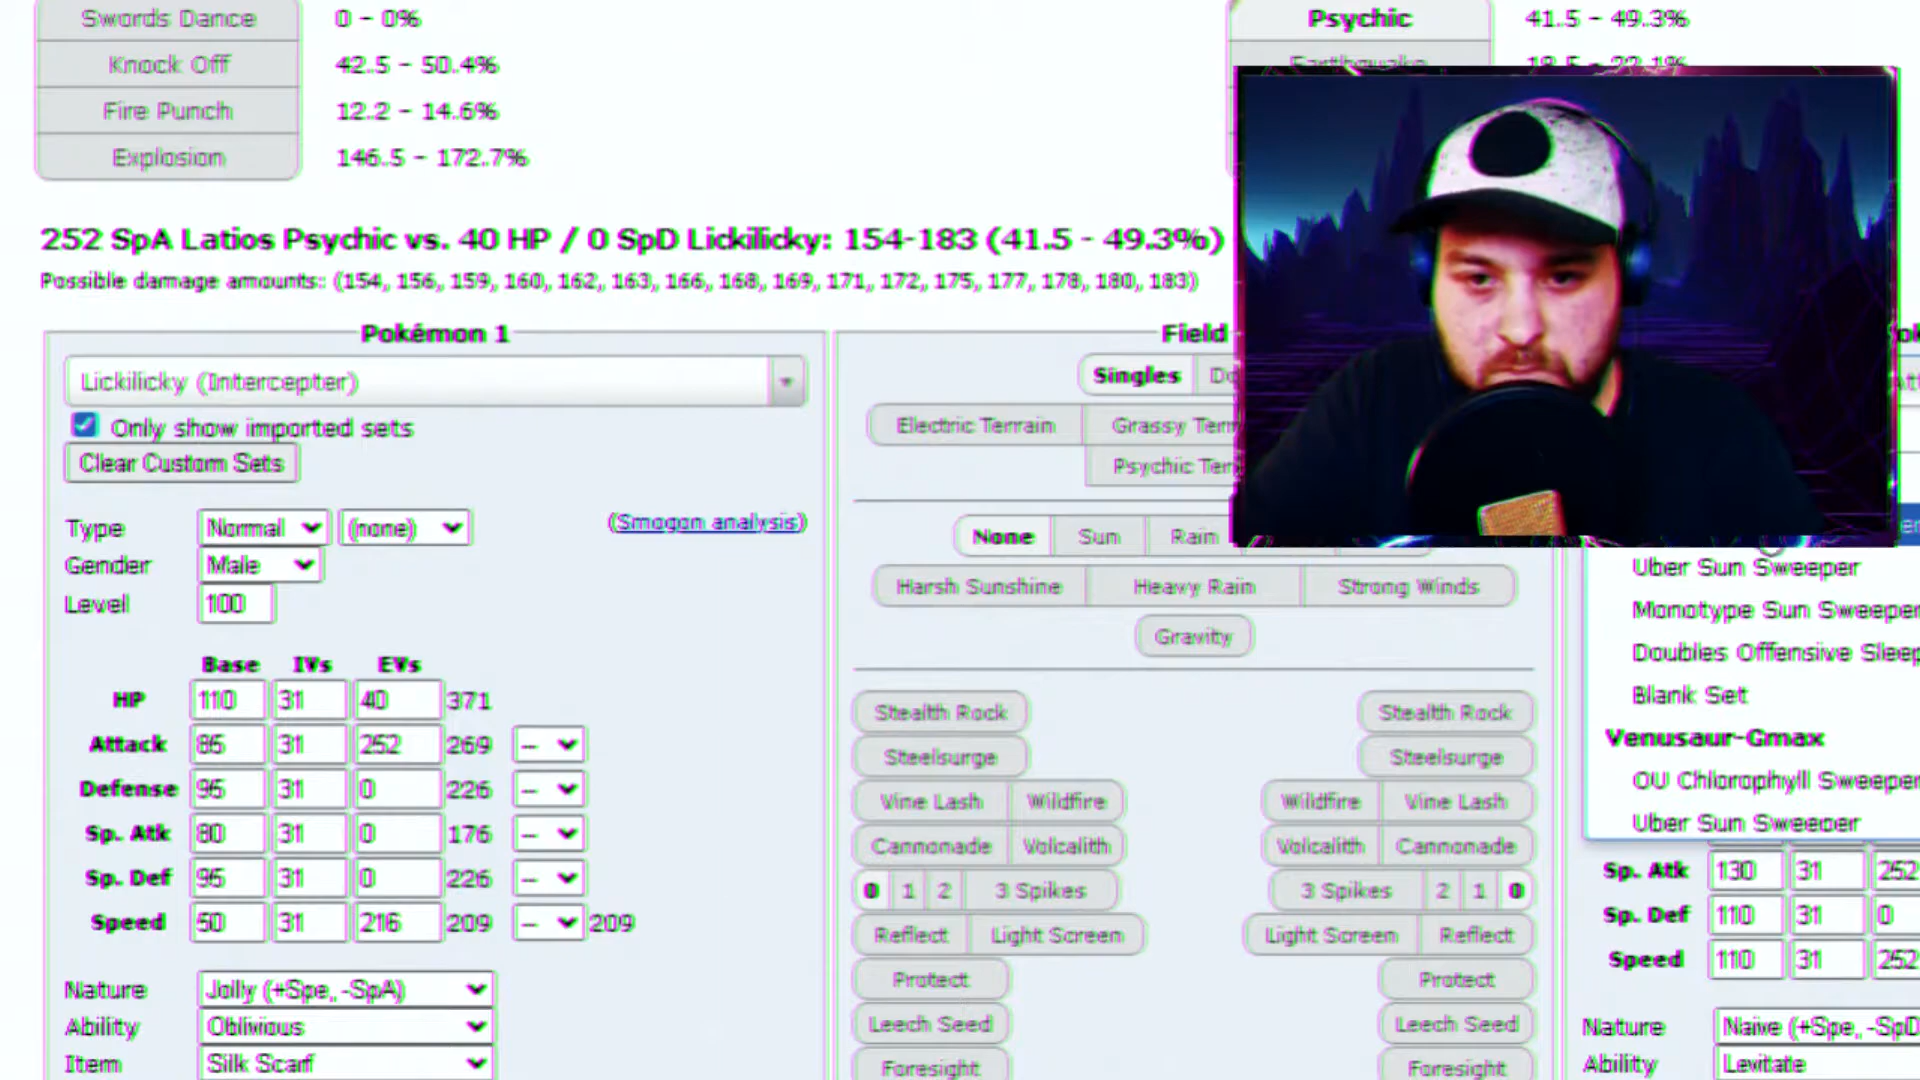 Swords Dance 0 - 0%
Knock Off 42.5 - 50.4%
Fire Punch 12.2 - 14.6%
Explosion 146.5 - 172.7%
Psychic 41.5 - 49.3%
Earthquake 18.5 - 22.1%
252 SpA Latios Psychic vs. 40 HP / 0 SpD Lickilicky: 154-183 (41.5 - 49.3%)
Possible damage amounts: (154, 156, 159, 160, 162, 163, 166, 168, 169, 171, 172, 175, 177, 178, 180, 183)
Pokémon 1
Lickilicky (Intercepter)
Only show imported sets
Clear Custom Sets
Type Normal (none) (Smogon analysis)
Gender Male
Level 100
Base IVs EVs
HP 110 31 40 371
Attack 85 31 252 269 --
Defense 95 31 0 226 --
Sp. Atk 80 31 0 176 --
Sp. Def 95 31 0 226 --
Speed 50 31 216 209 -- 209
Nature Jolly (+Spe, -SpA)
Ability Oblivious
Item Silk Scarf
Field
Singles Do
Electric Terrain Grassy Terr
Psychic Ter
None Sun Rain
Harsh Sunshine Heavy Rain Strong Winds
Gravity
Stealth Rock Stealth Rock
Steelsurge Steelsurge
Vine Lash Wildfire Wildfire Vine Lash
Cannonade Volcalith Volcalith Cannonade
0 1 2 3 Spikes 3 Spikes 2 1 0
Reflect Light Screen Light Screen Reflect
Protect Protect
Leech Seed Leech Seed
Foresight Foresight
Uber Sun Sweeper
Monotype Sun Sweeper
Doubles Offensive Sleep
Blank Set
Venusaur-Gmax
OU Chlorophyll Sweeper
Uber Sun Sweeper
Sp. Atk 130 31 252
Sp. Def 110 31 0
Speed 110 31 252
Nature Naive (+Spe, -SpD
Ability Levitate